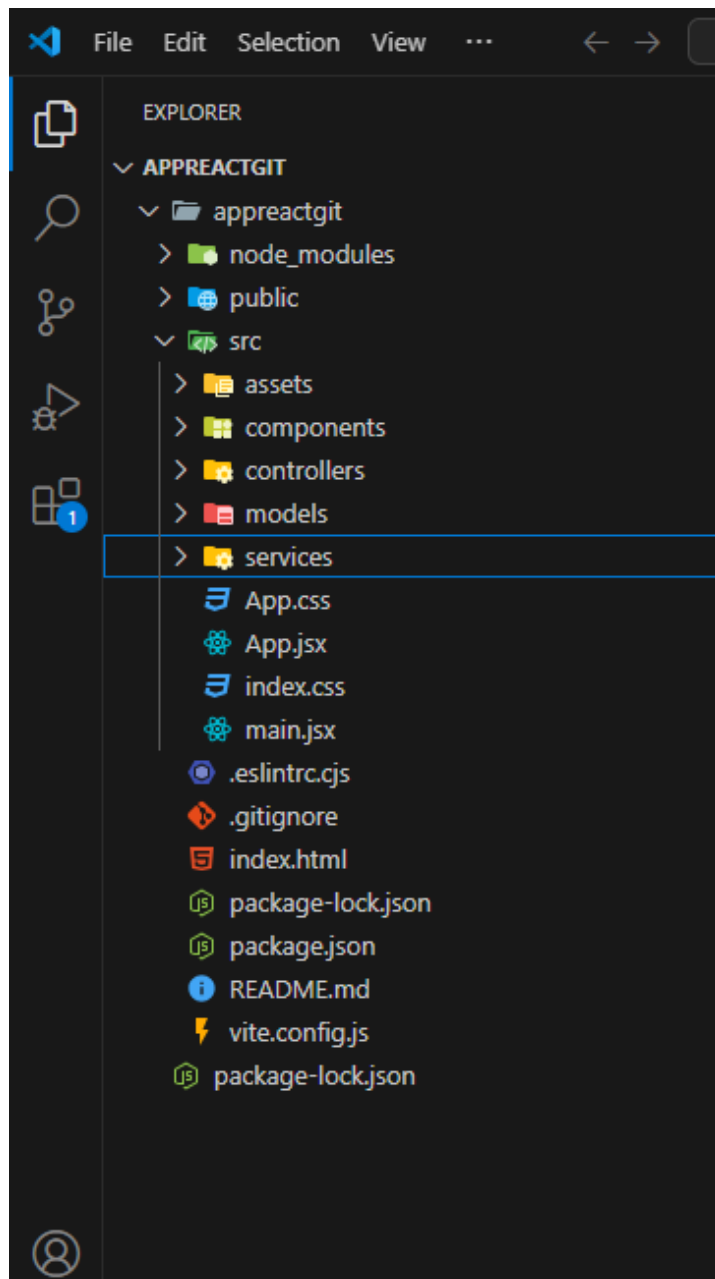 File Edit Selection View ···
EXPLORER
APPREACTGIT
appreactgit
node_modules
public
src
assets
components
controllers
models
services
App.css
App.jsx
index.css
main.jsx
.eslintrc.cjs
.gitignore
index.html
package-lock.json
package.json
README.md
vite.config.js
package-lock.json
1